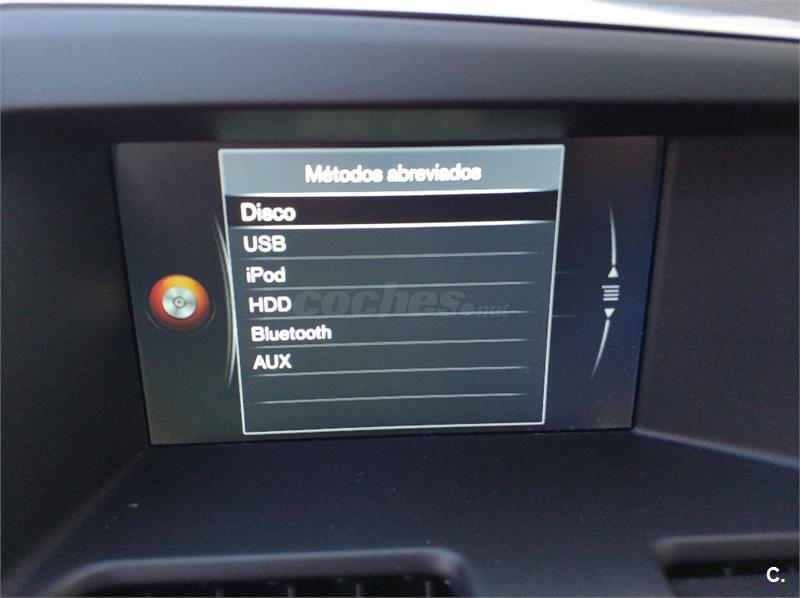 Métodos abreviados
Disco
USB
iPod
HDD
coches.net
Bluetooth
AUX
C.